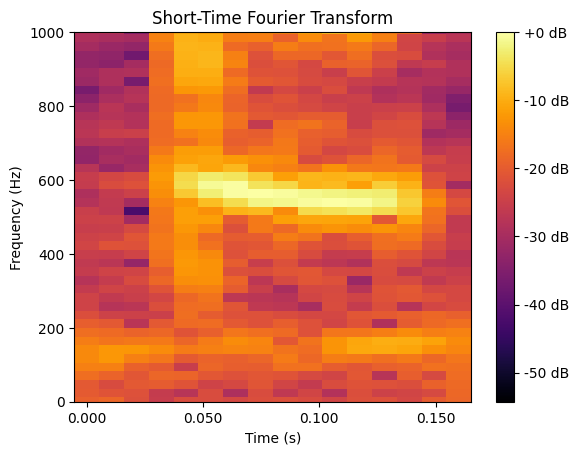 Short-Time Fourier Transform
1000
800
600
400
200
0
Frequency (Hz)
0.000
0.050
0.100
0.150
Time (s)
+0 dB
-10 dB
-20 dB
-30 dB
-40 dB
-50 dB